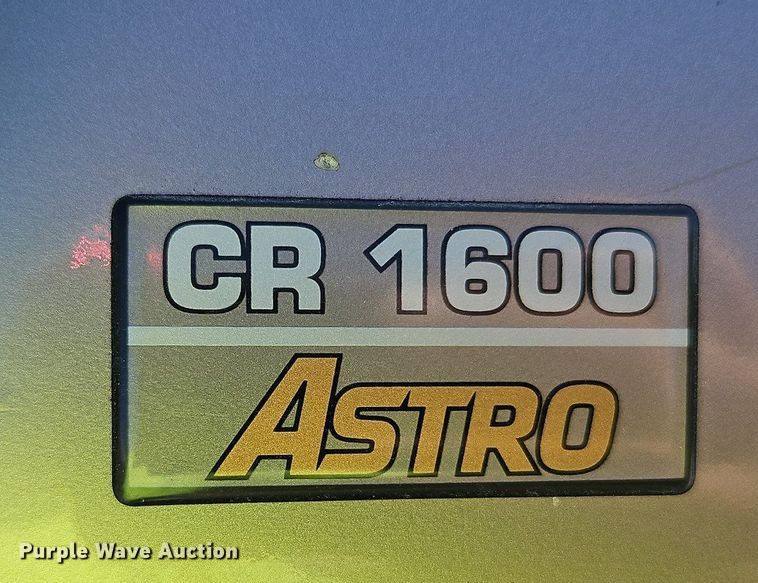 CR 1600
ASTRO
Purple Wave Auction